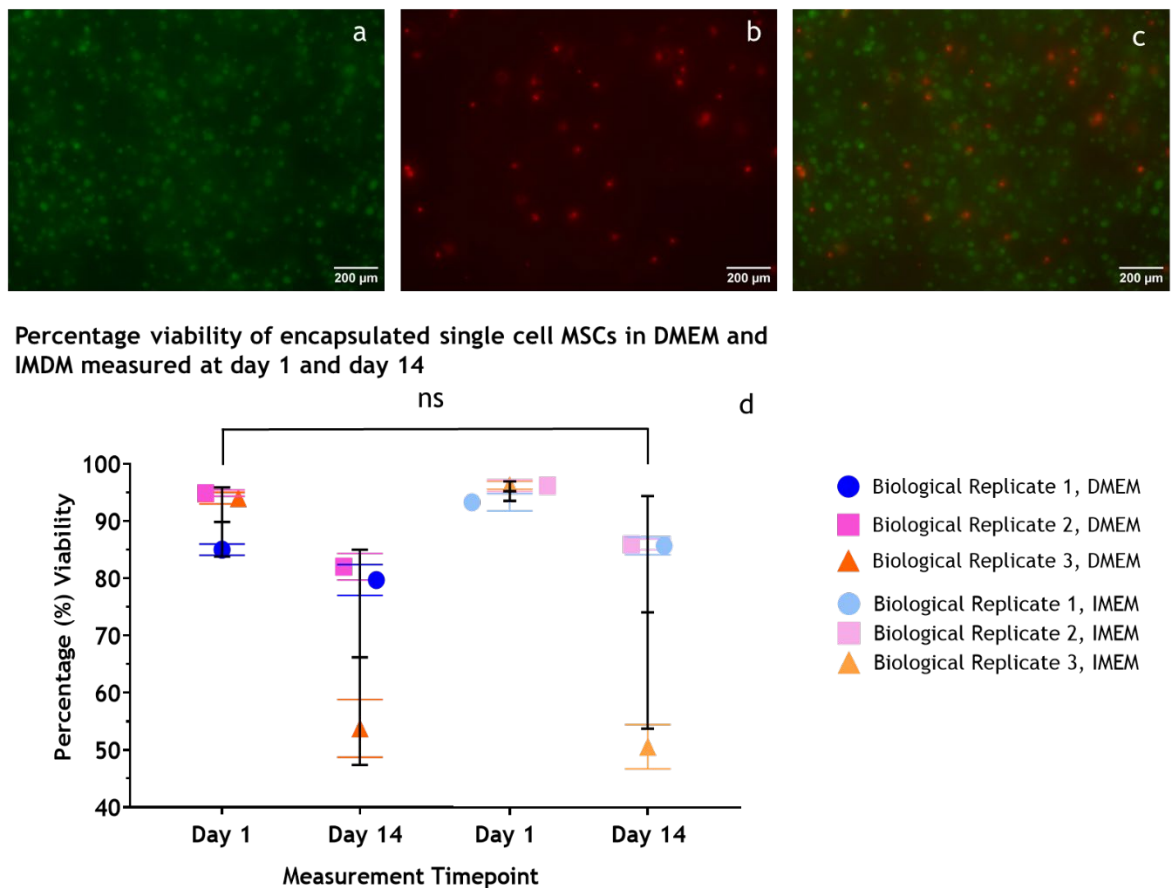 a
200 µm
b
200 µm
c
200 µm
Percentage viability of encapsulated single cell MSCs in DMEM and
IMDM measured at day 1 and day 14
ns
d
Percentage (%) Viability
100
90
80
70
60
50
40
Day 1
Day 14
Day 1
Day 14
Measurement Timepoint
Biological Replicate 1, DMEM
Biological Replicate 2, DMEM
Biological Replicate 3, DMEM
Biological Replicate 1, IMEM
Biological Replicate 2, IMEM
Biological Replicate 3, IMEM